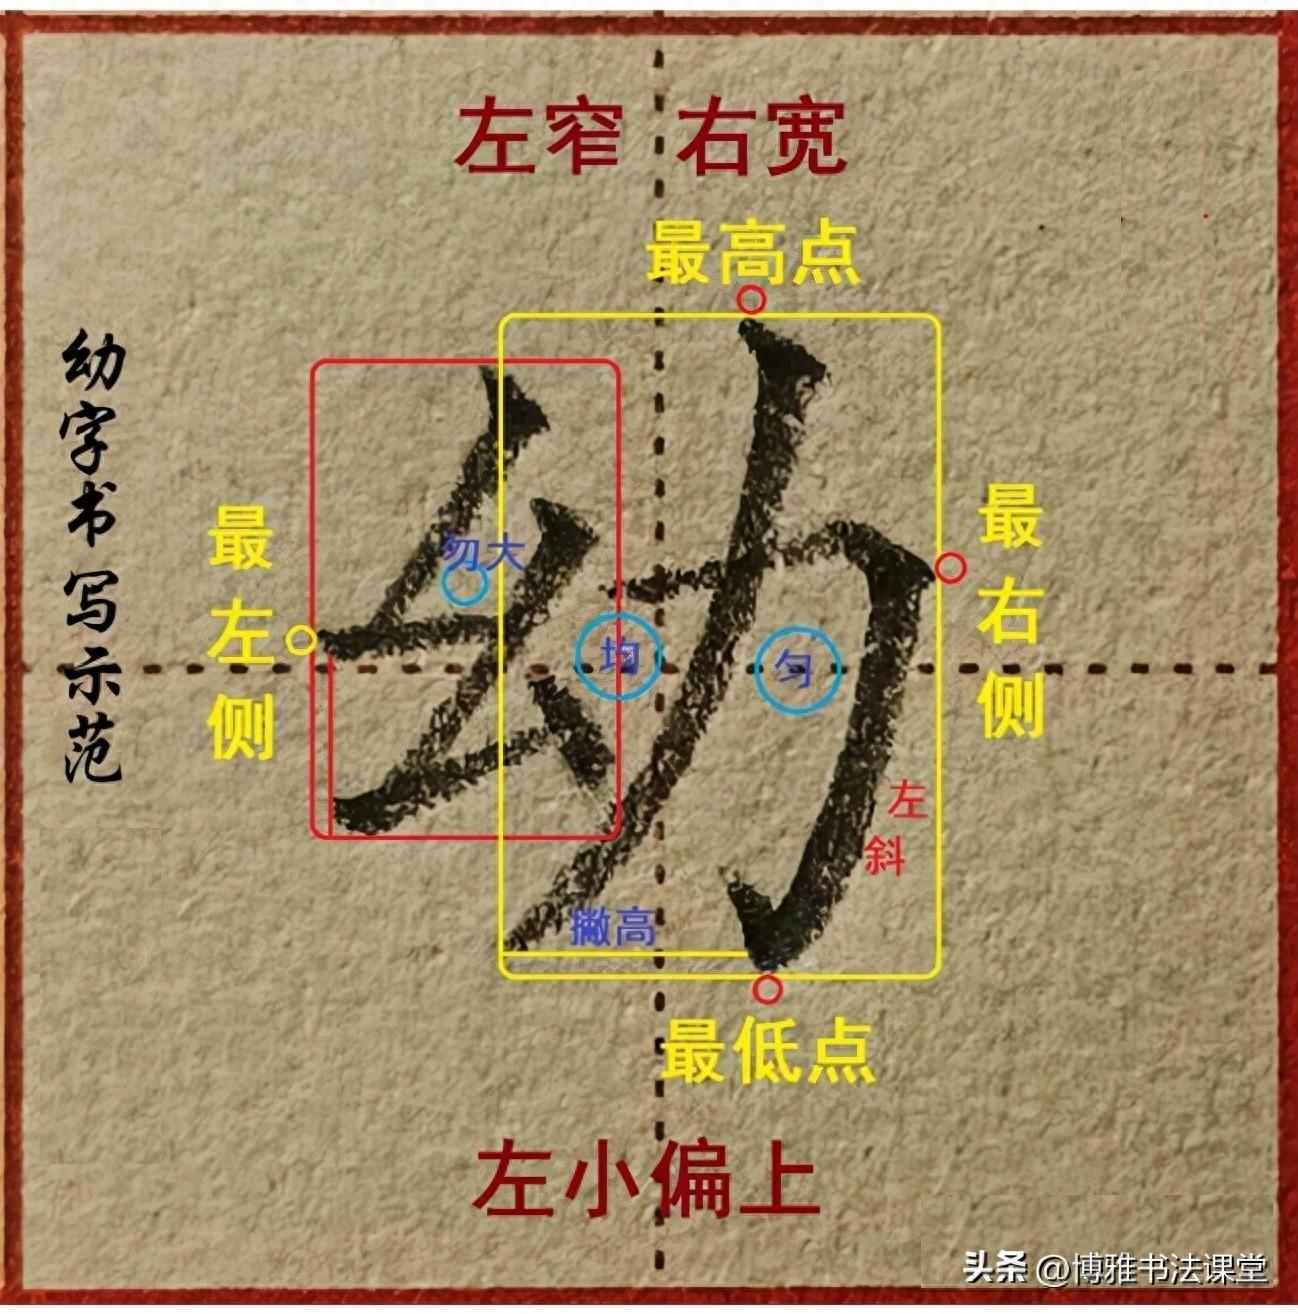 左窄 右宽
最高点
幼字书写示范
最左侧
最右侧
勿大
均
匀
幼
左斜
撇高
最低点
左小偏上
头条 @博雅书法课堂